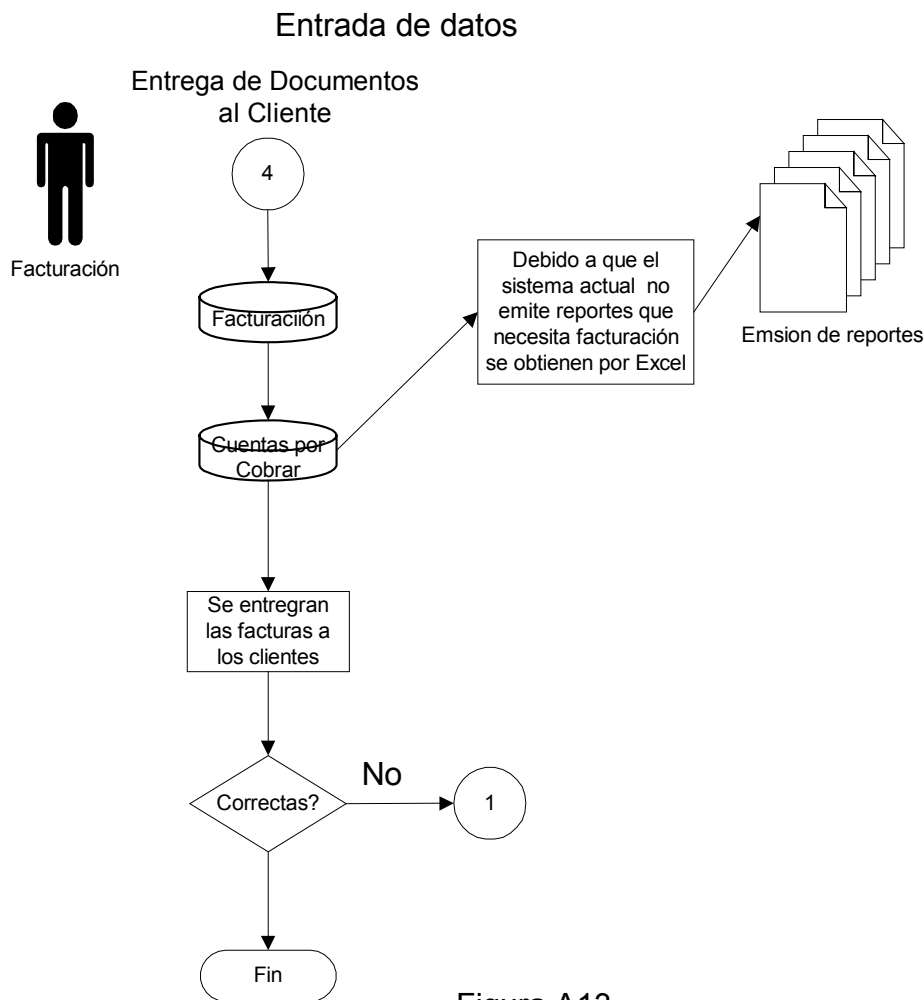 Entrada de datos
Entrega de Documentos
al Cliente
4
Facturación
Facturaciión
Debido a que el
sistema actual no
emite reportes que
necesita facturación
se obtienen por Excel
Emsion de reportes
Cuentas por
Cobrar
Se entregran
las facturas a
los clientes
Correctas?
No
1
Fin